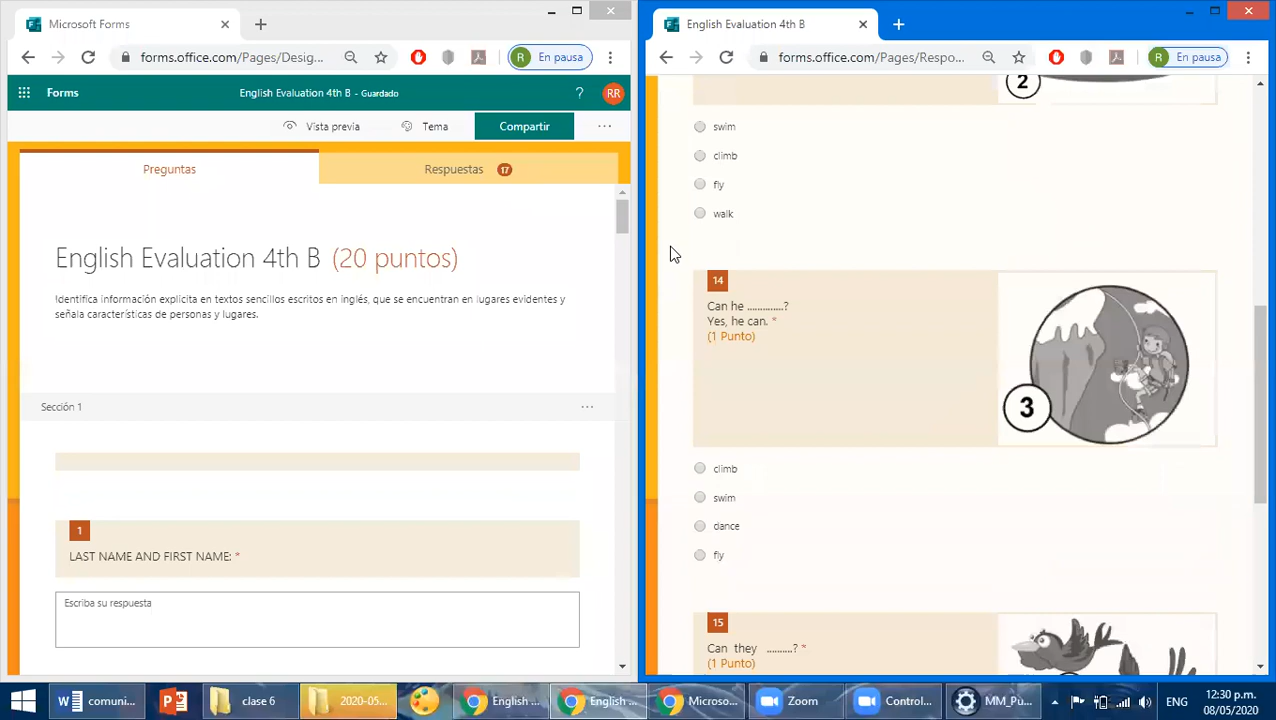 Microsoft Forms
forms.office.com/Pages/Desig...
R En pausa
Forms
English Evaluation 4th B - Guardado
?
RR
Vista previa
Tema
Compartir
...
Preguntas
Respuestas 17
English Evaluation 4th B (20 puntos)
Identifica información explicita en textos sencillos escritos en inglés, que se encuentran en lugares evidentes y
señala características de personas y lugares.
Sección 1
...
1
LAST NAME AND FIRST NAME: *
Escriba su respuesta
English Evaluation 4th B
forms.office.com/Pages/Respo...
R En pausa
2
swim
climb
fly
walk
14
Can he ..............?
Yes, he can. *
(1 Punto)
3
climb
swim
dance
fly
15
Can they ..........? *
(1 Punto)
comuni...
clase 1
2020-05...
English ...
English ...
Microso...
Zoom
Control...
MM_Pu...
ENG
12:30 p.m.
08/05/2020